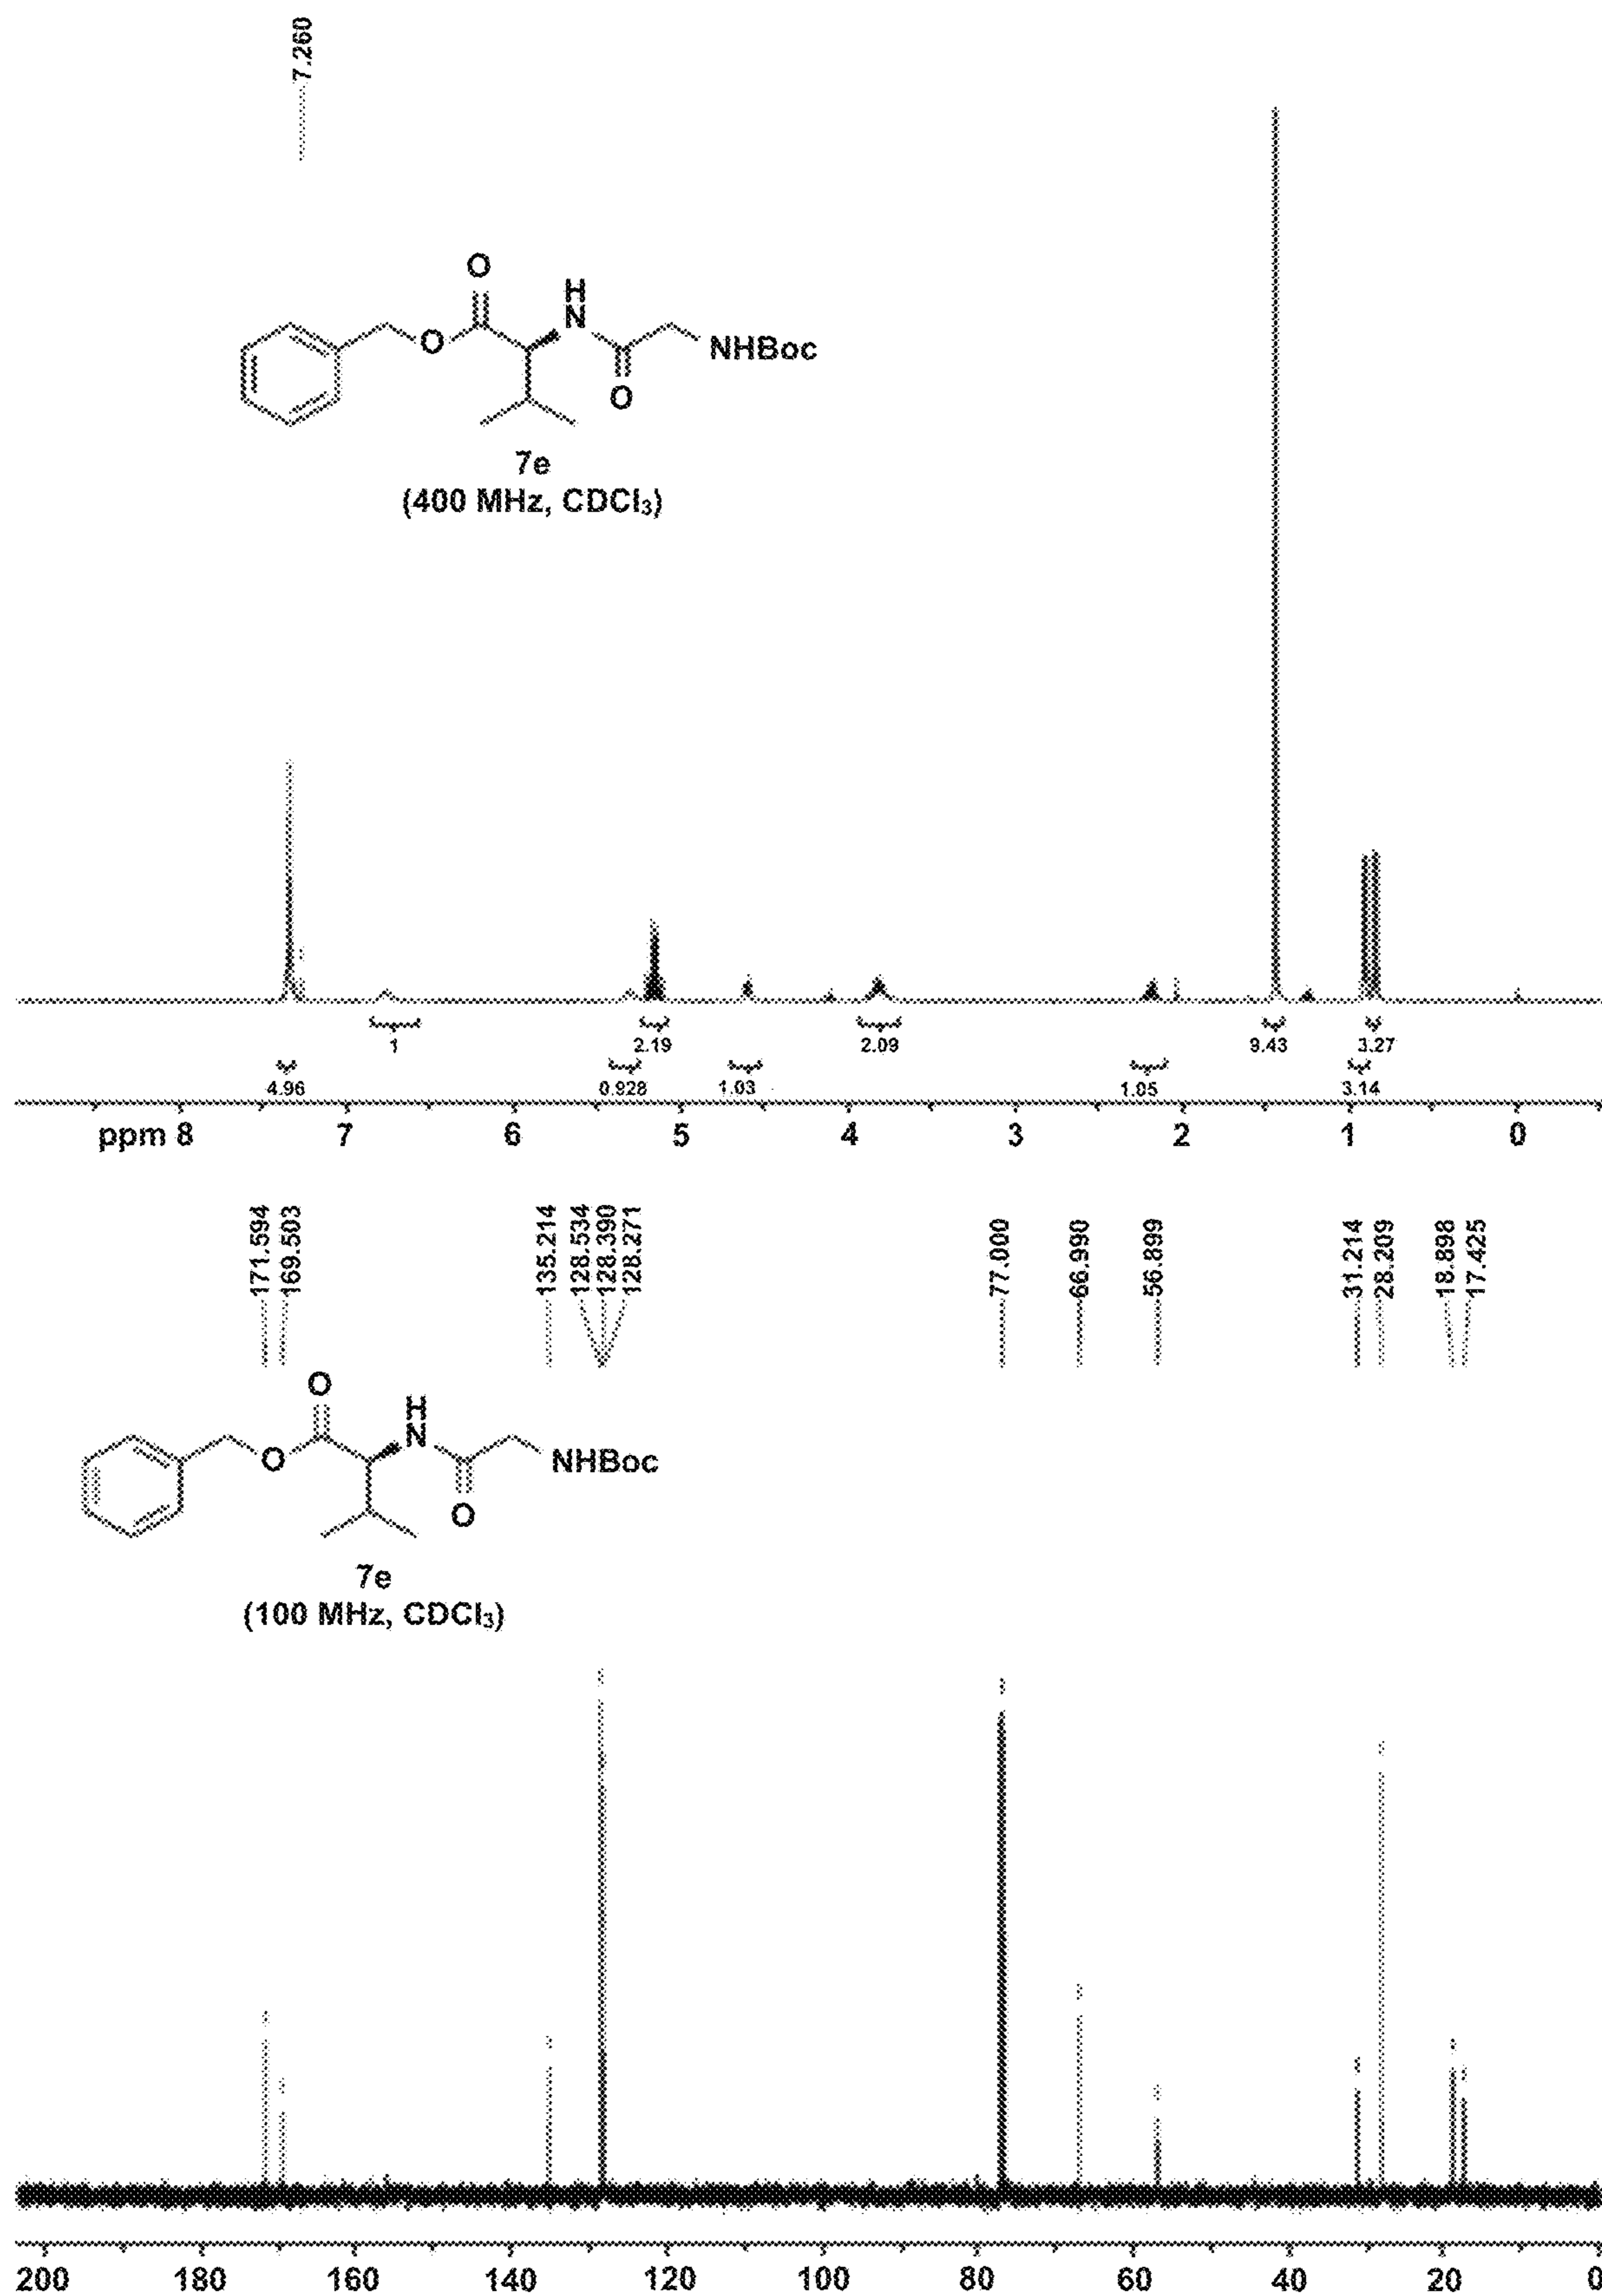 7.260
O
H
N
O
NHBoc
O
7e
(400 MHz, CDCl₃)
1
2.19
2.09
9.43
3.27
4.96
0.928
1.03
1.05
3.14
ppm 8 7 6 5 4 3 2 1 0
171.594
169.503
135.214
128.534
128.390
128.271
77.000
66.990
56.899
31.214
28.209
18.898
17.425
O
H
N
O
NHBoc
O
7e
(100 MHz, CDCl₃)
200 180 160 140 120 100 80 60 40 20 0